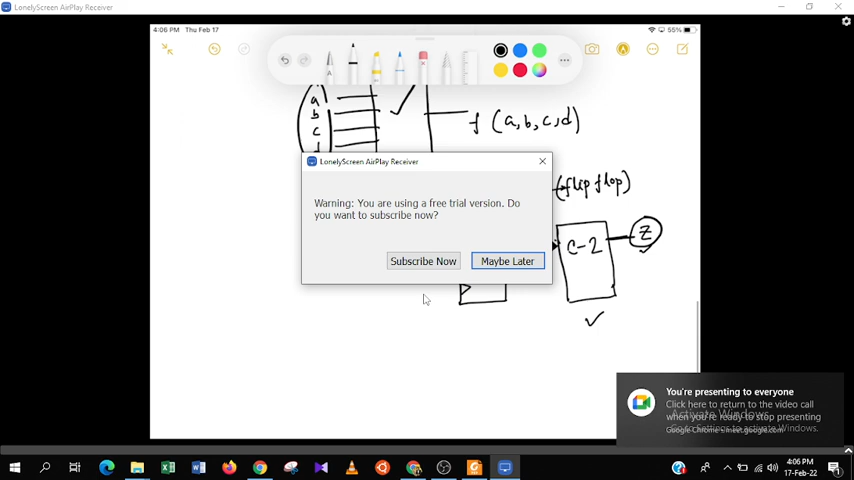 LonelyScreen AirPlay Receiver
4:06 PM Thu Feb 17
55%
a
b
c
f (a,b,c,d)
LonelyScreen AirPlay Receiver
(flip flop)
Warning: You are using a free trial version. Do
you want to subscribe now?
C-2
Z
Subscribe Now
Maybe Later
You're presenting to everyone
Click here to return to the video call
when you're ready to stop presenting
Google Chrome • meet.google.com
Activate Windows
Go to Settings to activate Windows.
4:06 PM
17-Feb-22